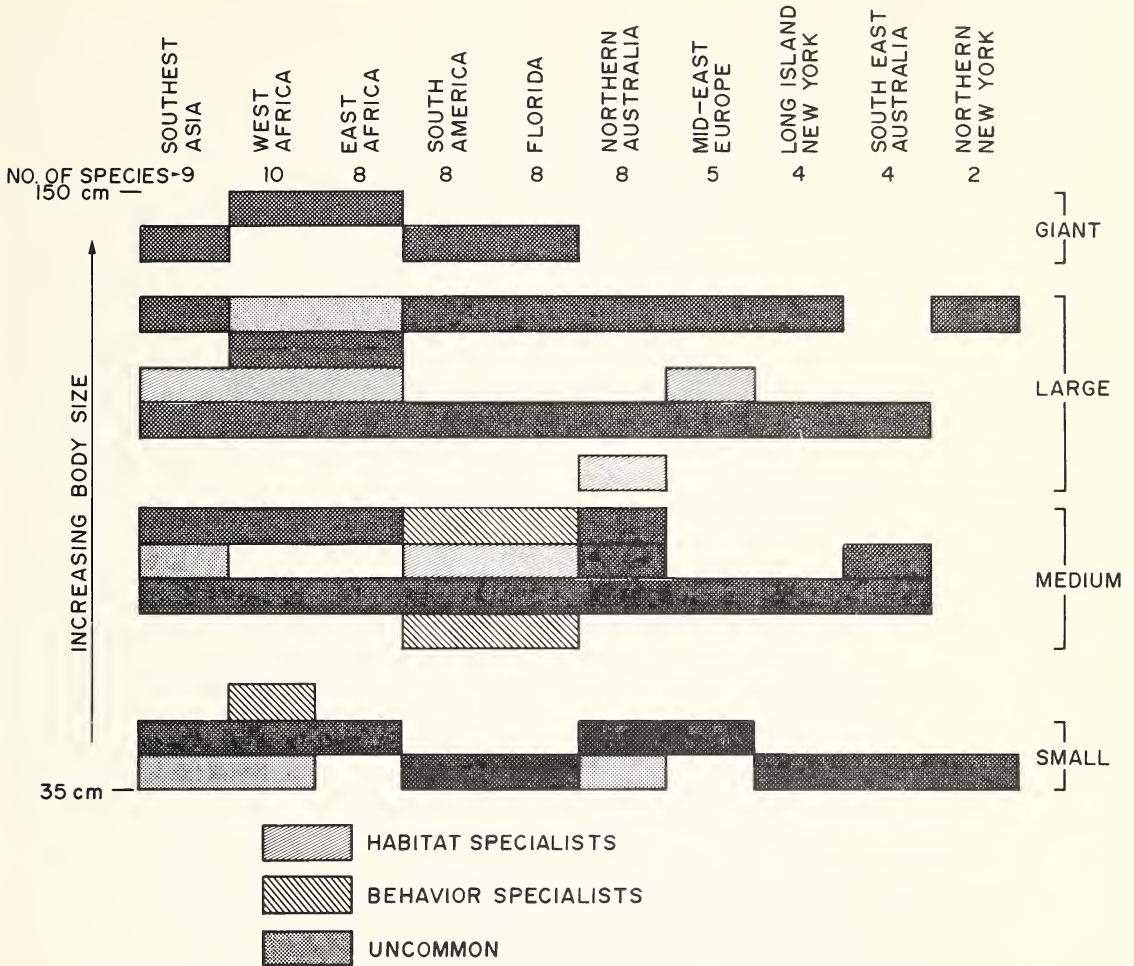 SOUTHEST
ASIA
WEST
AFRICA
EAST
AFRICA
SOUTH
AMERICA
FLORIDA
NORTHERN
AUSTRALIA
MID-EAST
EUROPE
LONG ISLAND
NEW YORK
SOUTH EAST
AUSTRALIA
NORTHERN
NEW YORK
NO. OF SPECIES-9 10 8 8 8 8 5 4 4 2
150 cm
GIANT
LARGE
INCREASING BODY SIZE
MEDIUM
SMALL
35 cm
HABITAT SPECIALISTS
BEHAVIOR SPECIALISTS
UNCOMMON